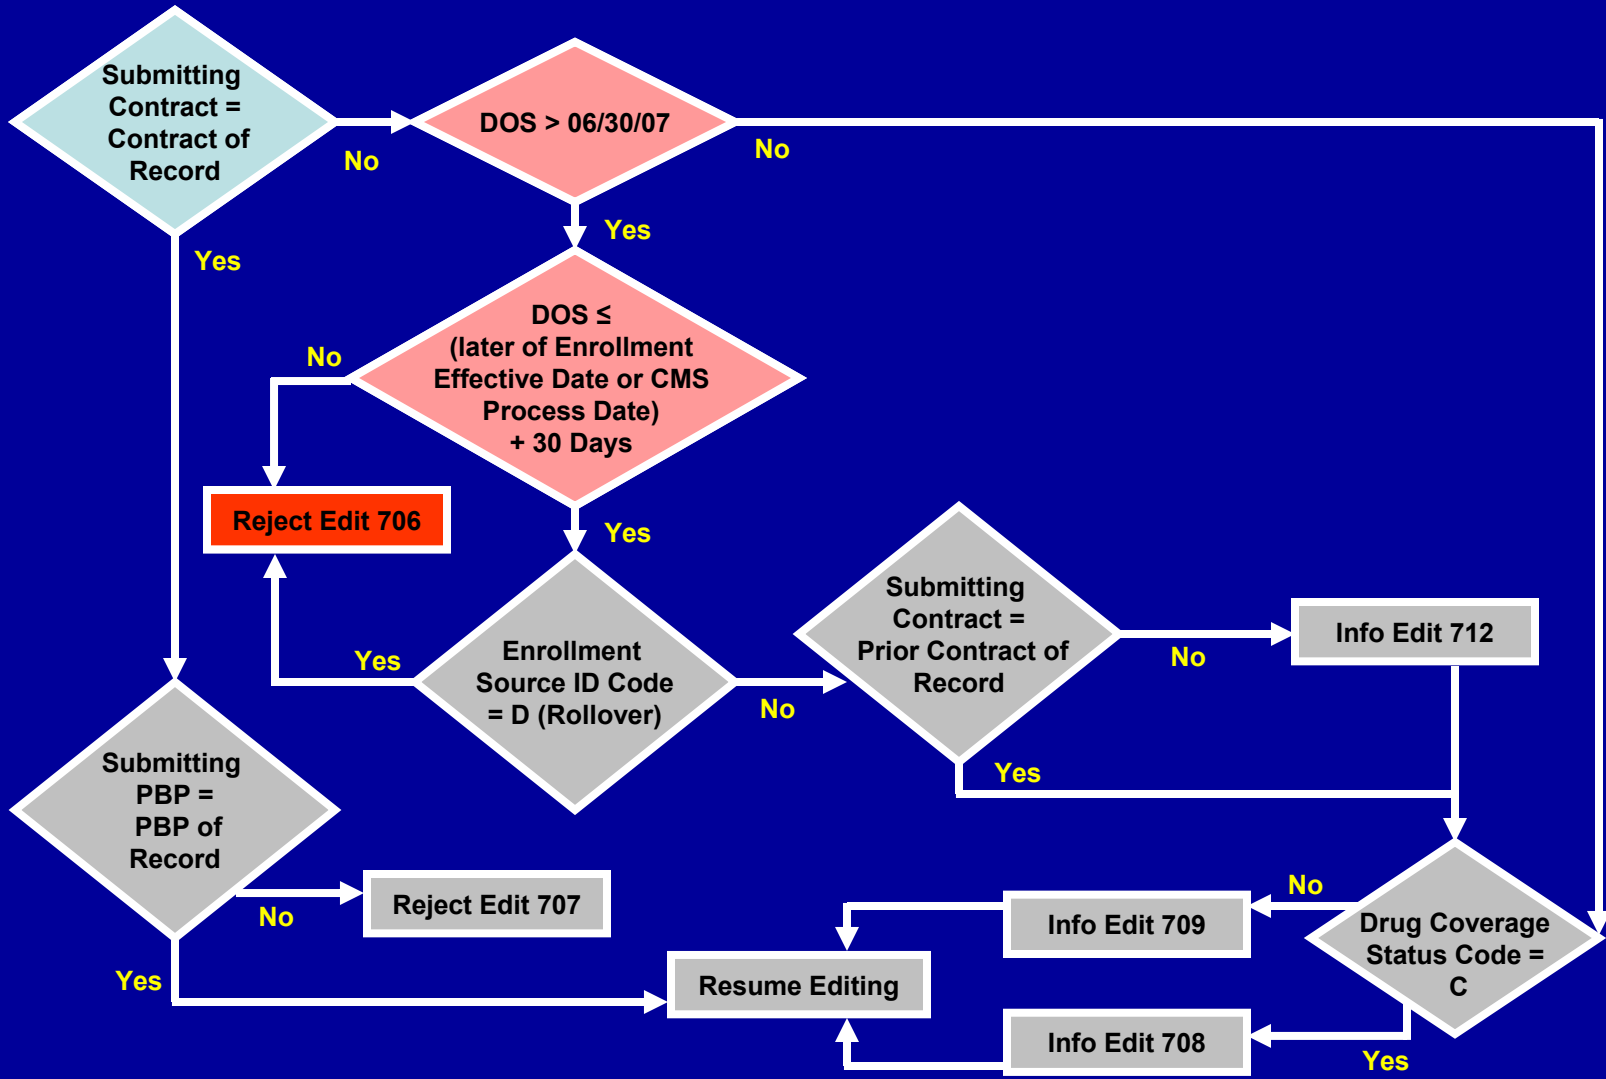 Submitting
Contract =
Contract of
Record
No
DOS > 06/30/07
No
Yes
Yes
DOS ≤
(later of Enrollment
Effective Date or CMS
Process Date)
+ 30 Days
No
Reject Edit 706
Yes
Enrollment
Source ID Code
= D (Rollover)
Yes
No
Submitting
Contract =
Prior Contract of
Record
No
Info Edit 712
Yes
Submitting
PBP =
PBP of
Record
No
Reject Edit 707
Yes
Drug Coverage
Status Code =
C
No
Info Edit 709
Resume Editing
Info Edit 708
Yes